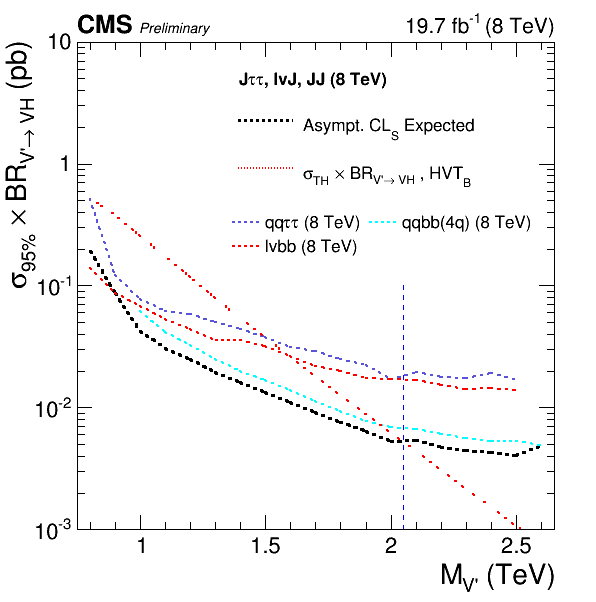 CMS Preliminary 19.7 fb⁻¹ (8 TeV)
σ95% × BRV'→ VH (pb)
10
1
10⁻¹
10⁻²
10⁻³
Jττ, lvJ, JJ (8 TeV)
Asympt. CLS Expected
σTH × BRV'→ VH , HVTB
qqττ (8 TeV) qqbb(4q) (8 TeV)
lvbb (8 TeV)
1 1.5 2 2.5
MV' (TeV)